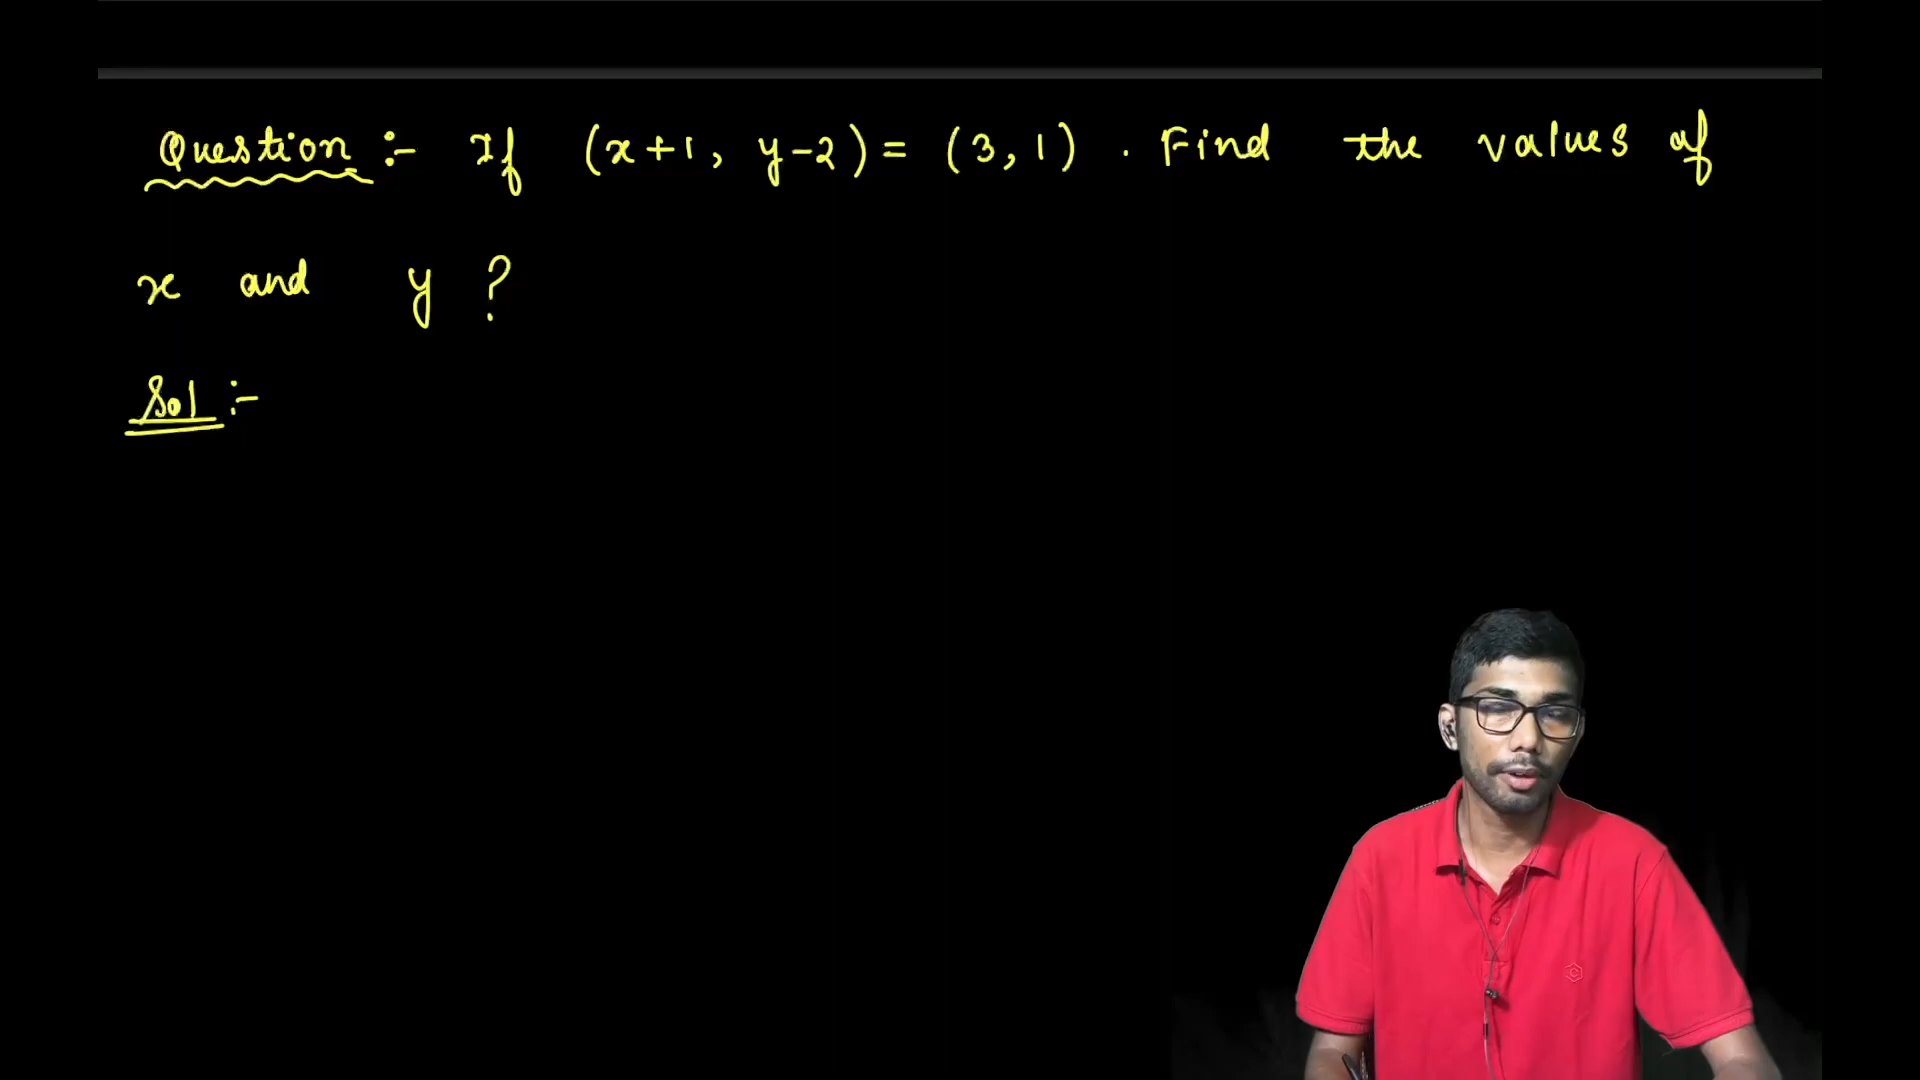 Question :- If (x+1, y-2) = (3, 1) . Find the values of
x and y ?
Sol :-